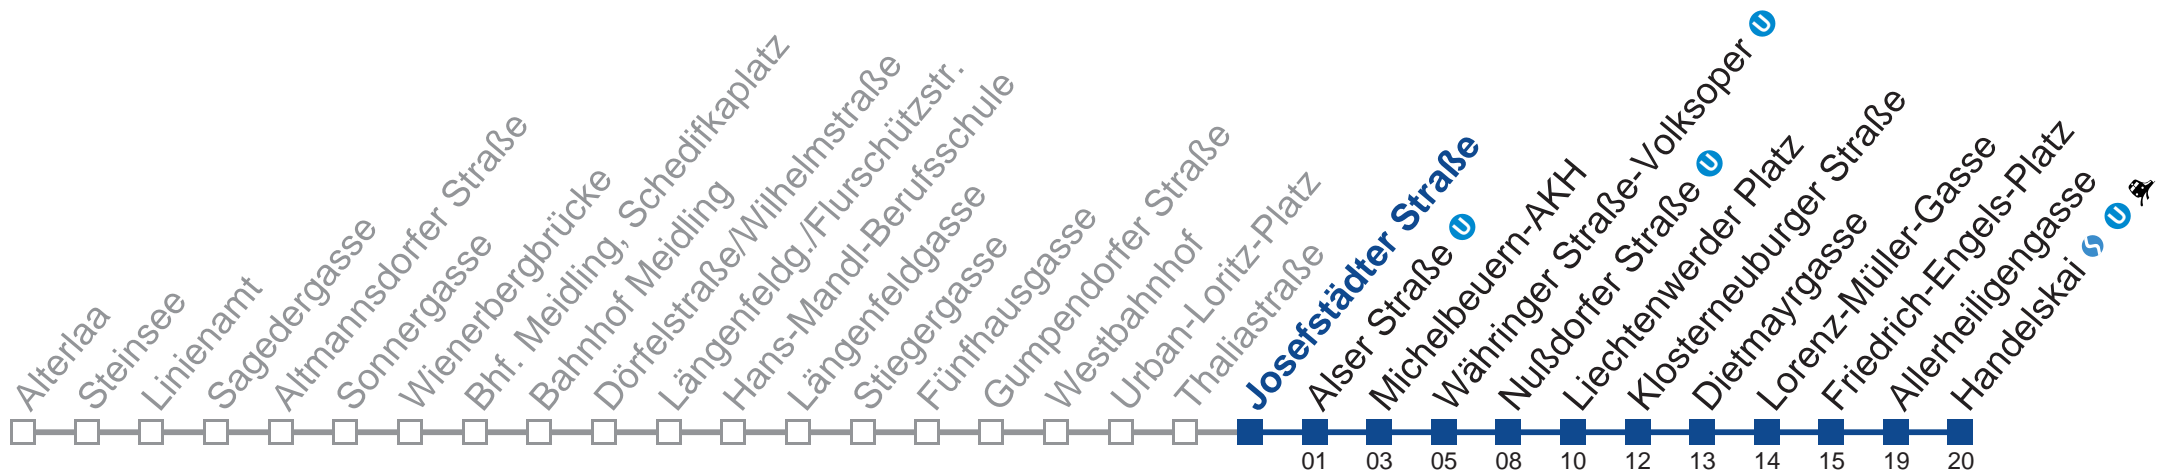 Alterlaa
Steinsee
Linienamt
Sagedergasse
Altmannsdorfer Straße
Sonnergasse
Wienerbergbrücke
Bhf. Meidling, Schedifkaplatz
Bahnhof Meidling
Dörfelstraße/Wilhelmstraße
Längenfeldg./Flurschützstr.
Hans-Mandl-Berufsschule
Längenfeldgasse
Stiegergasse
Fünfhausgasse
Gumpendorfer Straße
Westbahnhof
Urban-Loritz-Platz
Thaliastraße
Josefstädter Straße
Alser Straße U
Michelbeuern-AKH
Währinger Straße-Volksoper U
Nußdorfer Straße U
Liechtenwerder Platz
Klosterneuburger Straße
Dietmayrgasse
Lorenz-Müller-Gasse
Friedrich-Engels-Platz
Allerheiligengasse
Handelskai S U
01 03 05 08 10 12 13 14 15 19 20